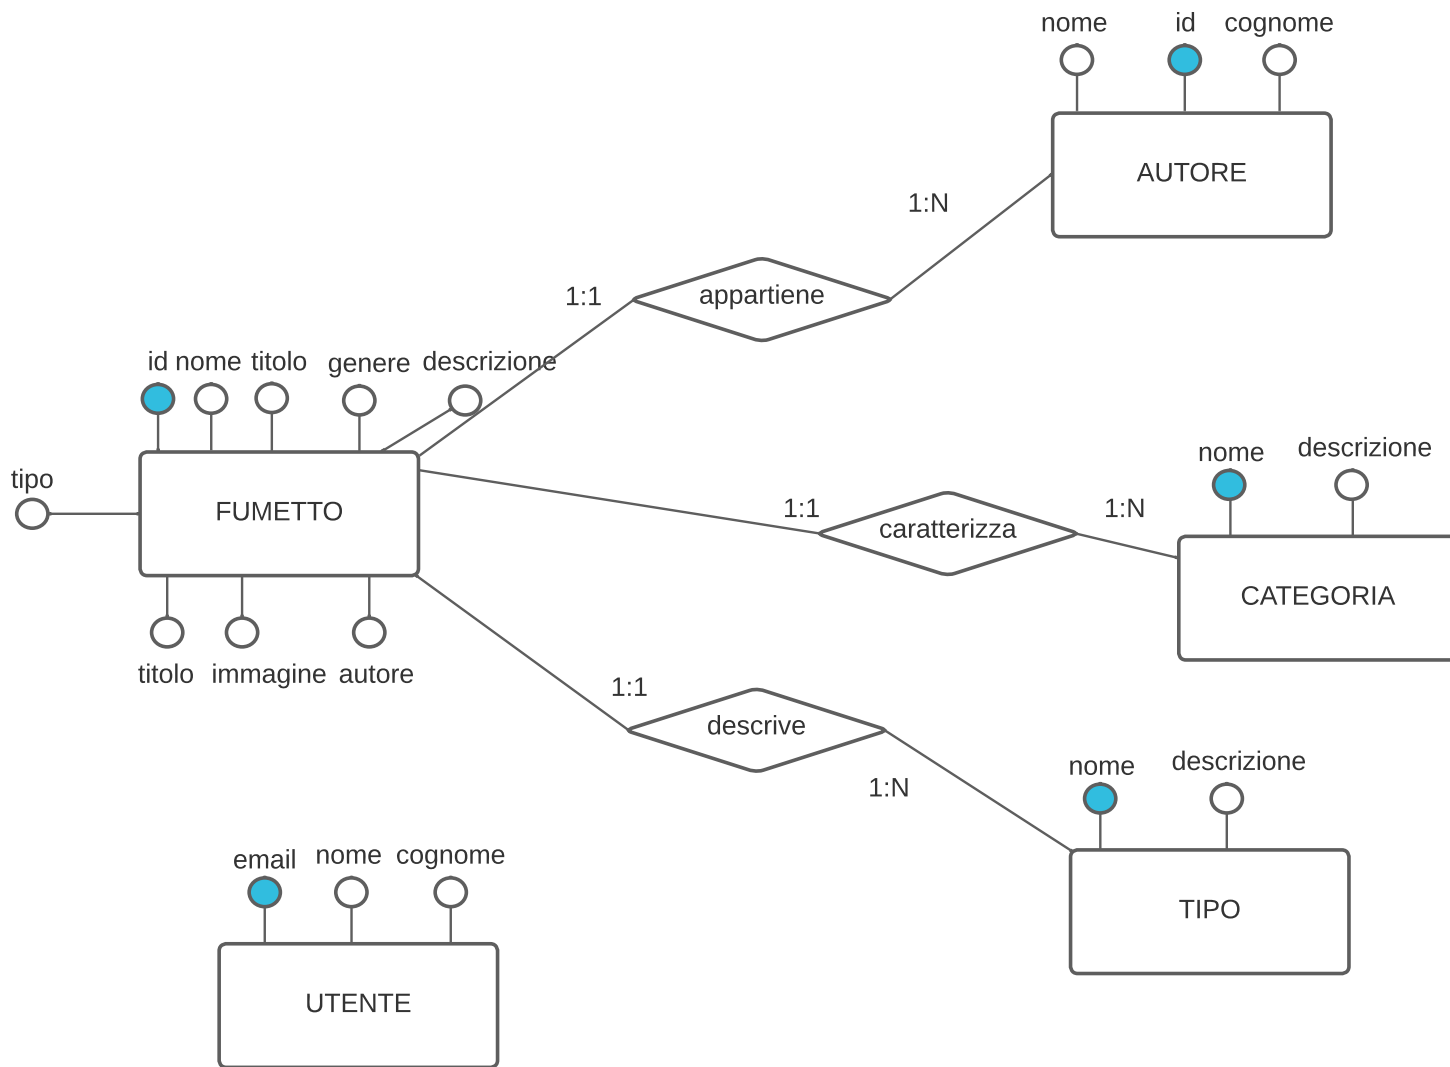 nome id cognome
AUTORE
1:N
appartiene
1:1
id nome titolo genere descrizione
tipo
FUMETTO
titolo immagine autore
1:1
caratterizza
1:N
nome descrizione
CATEGORIA
1:1
descrive
1:N
nome descrizione
TIPO
email nome cognome
UTENTE